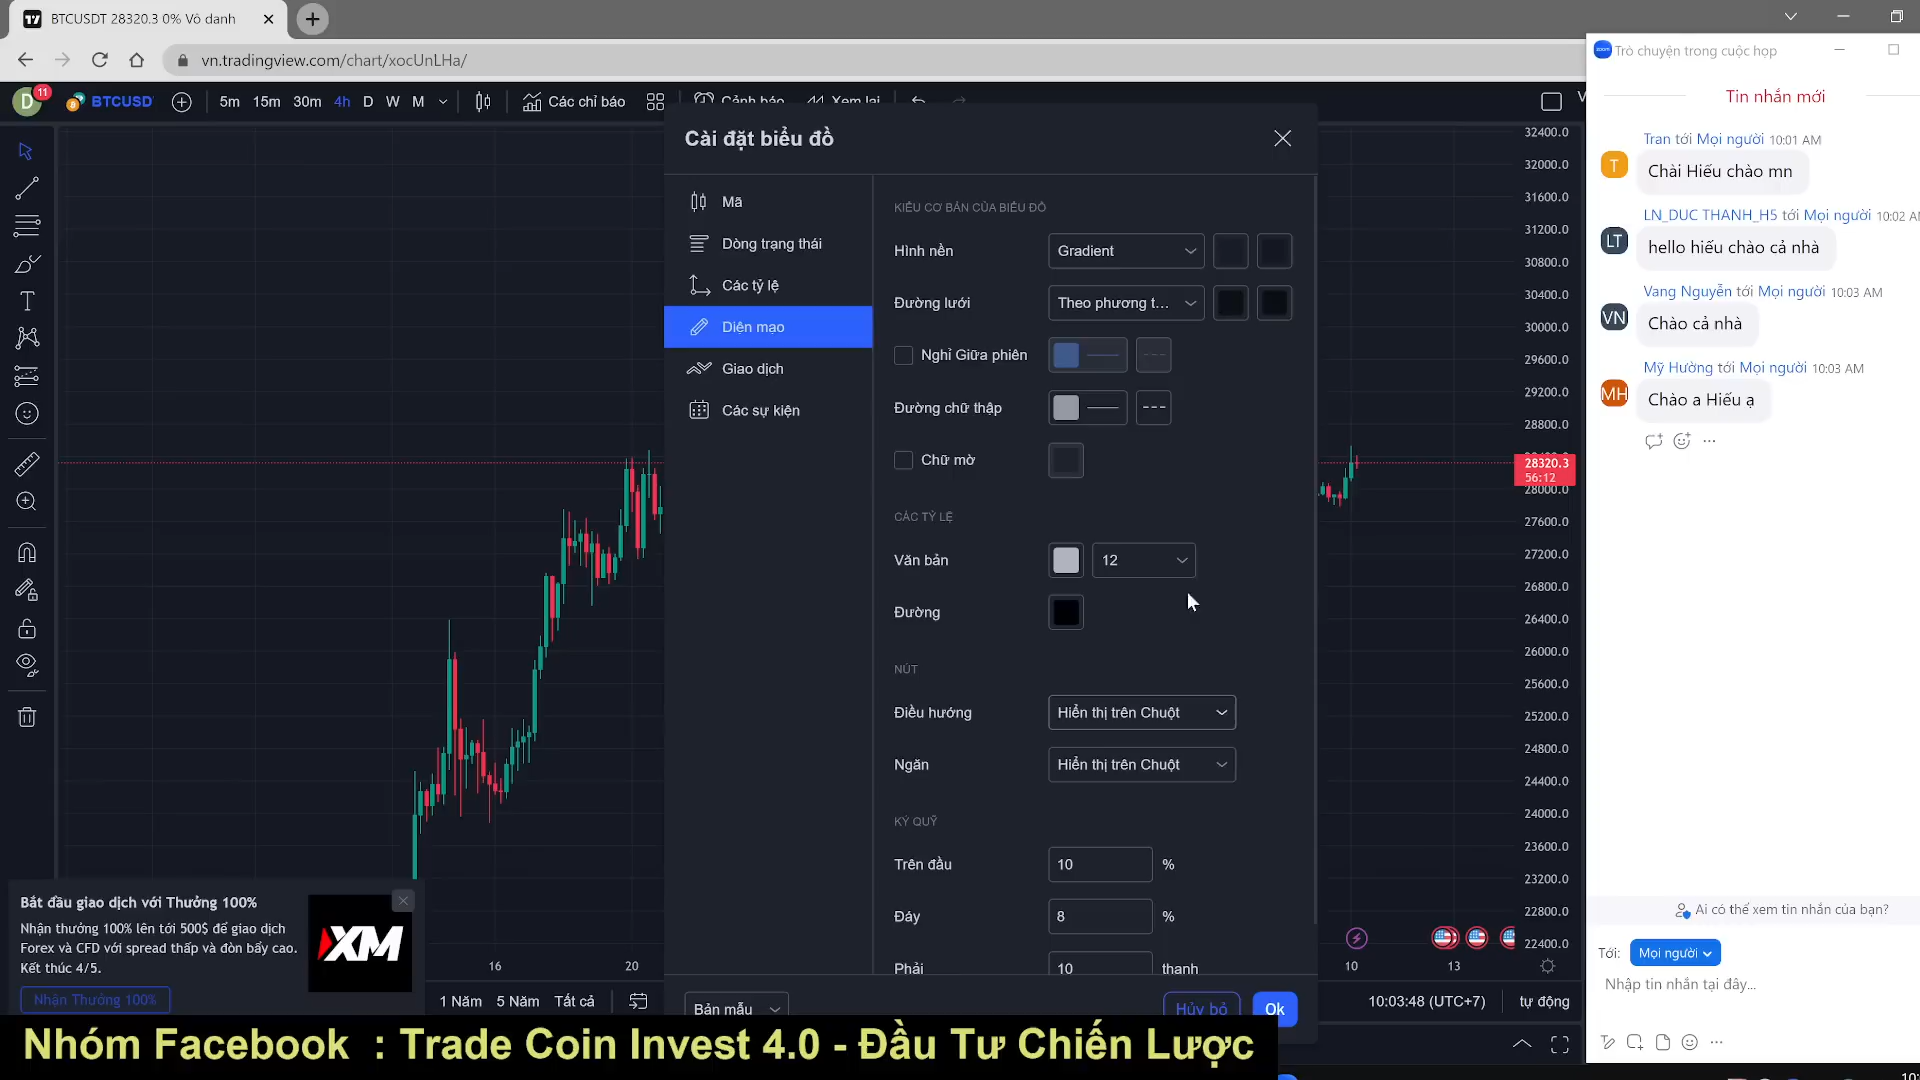 BTCUSDT 28320.3 0% Vô danh
vn.tradingview.com/chart/xocUnLHa/
D
11
BTCUSD
5m 15m 30m 4h D W M
Các chỉ báo
Cảnh báo
Xem lại
Cài đặt biểu đồ
Mã
Dòng trạng thái
Các tỷ lệ
Diện mạo
Giao dịch
Các sự kiện
KIỂU CƠ BẢN CỦA BIỂU ĐỒ
Hình nền
Gradient
Đường lưới
Theo phương t...
Nghỉ Giữa phiên
Đường chữ thập
Chữ mờ
CÁC TỶ LỆ
Văn bản
12
Đường
NÚT
Điều hướng
Hiển thị trên Chuột
Ngăn
Hiển thị trên Chuột
KÝ QUỸ
Trên đầu
10
%
Đáy
8
%
Phải
10
thanh
Bản mẫu
Hủy bỏ
Ok
32400.0
32000.0
31600.0
31200.0
30800.0
30400.0
30000.0
29600.0
29200.0
28800.0
28320.3
56:12
28000.0
27600.0
27200.0
26800.0
26400.0
26000.0
25600.0
25200.0
24800.0
24400.0
24000.0
23600.0
23200.0
22800.0
22400.0
16
20
10
13
1 Năm 5 Năm Tất cả
10:03:48 (UTC+7)
tự động
Bắt đầu giao dịch với Thưởng 100%
Nhận thưởng 100% lên tới 500$ để giao dịch
Forex và CFD với spread thấp và đòn bẩy cao.
Kết thúc 4/5.
Nhận Thưởng 100%
XM
Nhóm Facebook : Trade Coin Invest 4.0 - Đầu Tư Chiến Lược
zoom
Trò chuyện trong cuộc họp
Tin nhắn mới
Tran tới Mọi người 10:01 AM
T
Chài Hiếu chào mn
LN_DUC THANH_H5 tới Mọi người 10:02 AM
LT
hello hiếu chào cả nhà
Vang Nguyễn tới Mọi người 10:03 AM
VN
Chào cả nhà
Mỹ Hường tới Mọi người 10:03 AM
MH
Chào a Hiếu ạ
Ai có thể xem tin nhắn của bạn?
Tới:
Mọi người
Nhập tin nhắn tại đây...